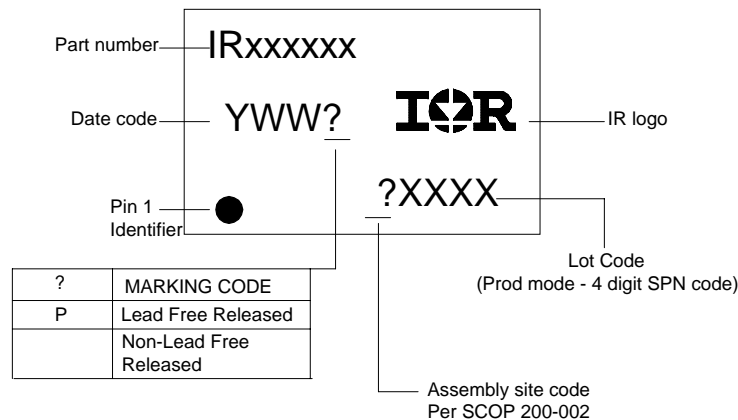 Part number
IRxxxxxx
Date code
YWW?
IOR
IR logo
?XXXX
Pin 1
Identifier
Lot Code
(Prod mode - 4 digit SPN code)
? MARKING CODE
P Lead Free Released
Non-Lead Free
Released
Assembly site code
Per SCOP 200-002